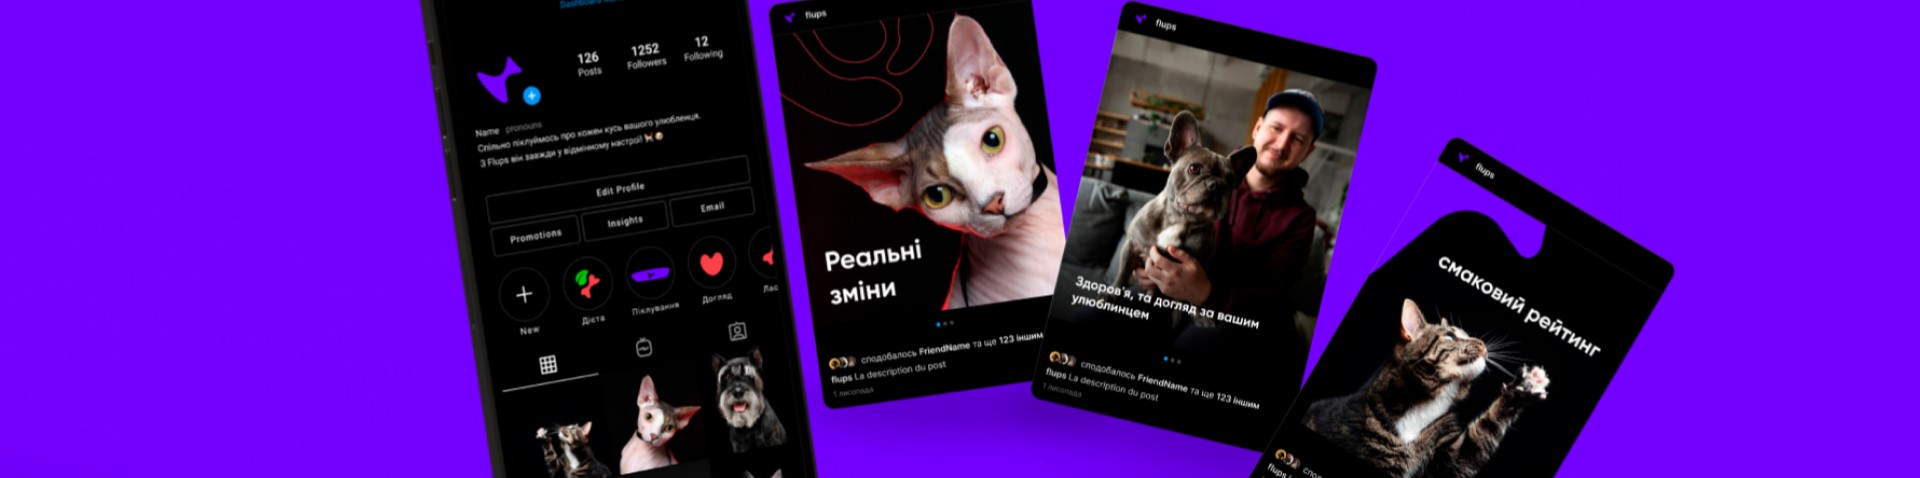 126
Posts
1252
Followers
12
Following
Name pronouns
Спільно піклуймось про кожен кусь вашого улюбленця.
З Flups він завжди у відмінному настрої!
Edit Profile
Promotions
Insights
Email
New
Дієта
Піклування
Догляд
Лас
flups
Реальні
зміни
сподобалось FriendName та ще 123 іншим
flups La description du post
1 листопада
flups
Здоров'я, та догляд за вашим
улюблинцем
сподобалось FriendName та ще 123 іншим
flups La description du post
1 листопада
flups
смаковий рейтинг
спо
flups